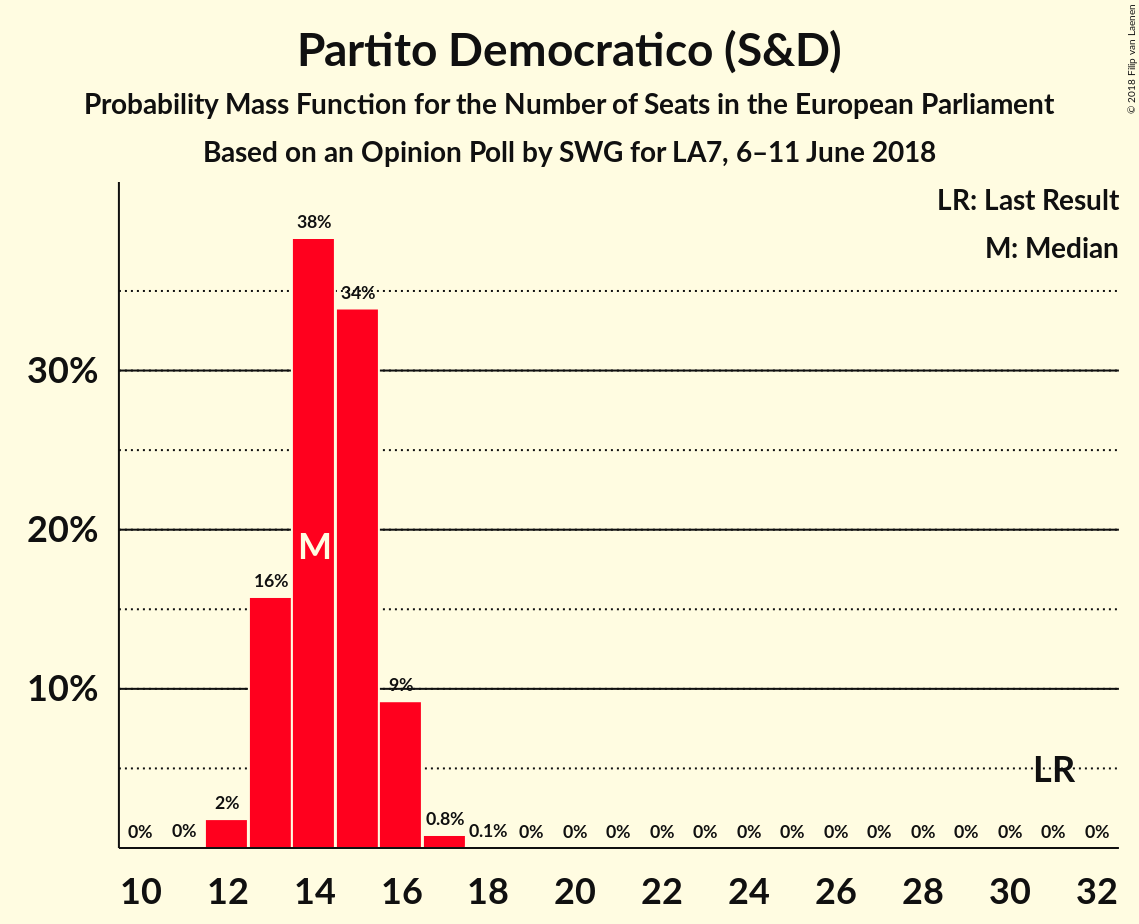 Partito Democratico (S&D)
Probability Mass Function for the Number of Seats in the European Parliament
Based on an Opinion Poll by SWG for LA7, 6–11 June 2018
© 2018 Filip van Laenen
LR: Last Result
M: Median
38%
34%
30%
20%
M
16%
10%
9%
LR
2%
0.8%
0% 0% 0.1% 0% 0% 0% 0% 0% 0% 0% 0% 0% 0% 0% 0% 0% 0%
10 12 14 16 18 20 22 24 26 28 30 32